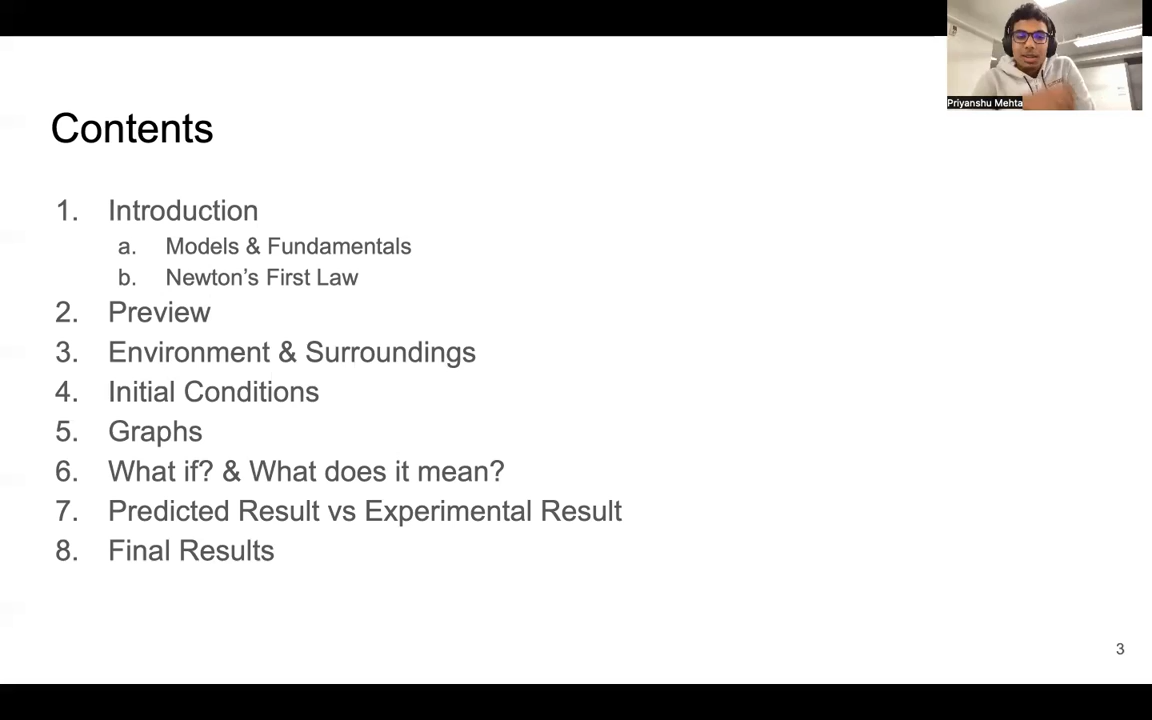 Priyanshu Mehta
Contents
1. Introduction
a. Models & Fundamentals
b. Newton’s First Law
2. Preview
3. Environment & Surroundings
4. Initial Conditions
5. Graphs
6. What if? & What does it mean?
7. Predicted Result vs Experimental Result
8. Final Results
3